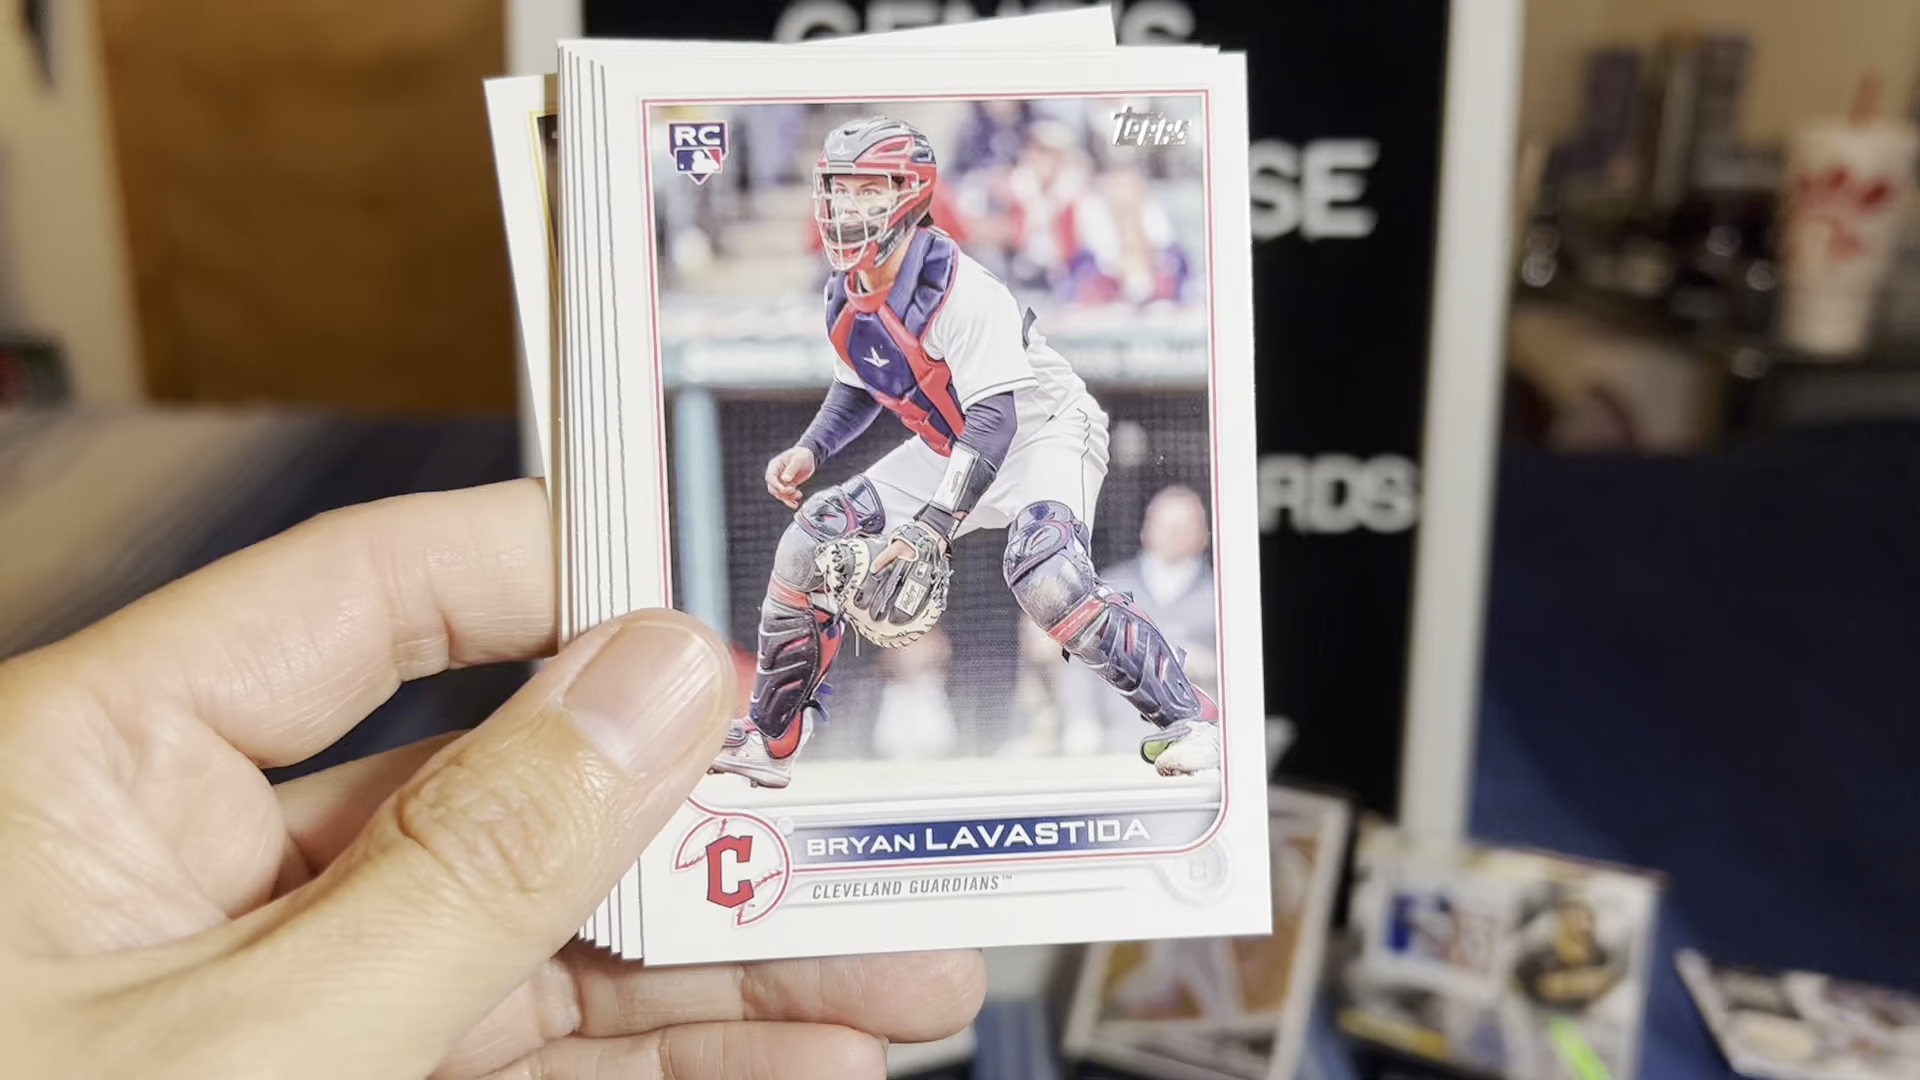 SE
RC
Topps
RDS
BRYAN LAVASTIDA
C
CLEVELAND GUARDIANS™
C